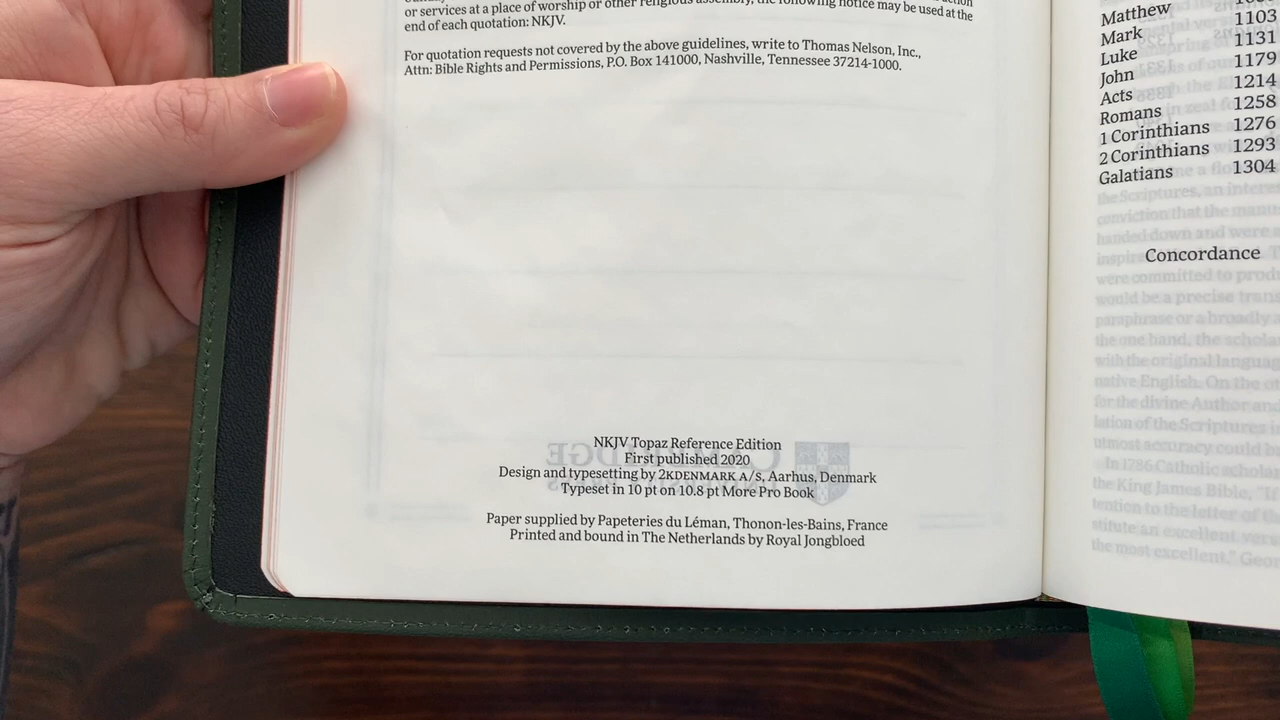 or services at a place of worship or other religious assembly, the following notice may be used at the
end of each quotation: NKJV.
For quotation requests not covered by the above guidelines, write to Thomas Nelson, Inc.,
Attn: Bible Rights and Permissions, P.O. Box 141000, Nashville, Tennessee 37214-1000.
NKJV Topaz Reference Edition
First published 2020
Design and typesetting by 2KDENMARK A/S, Aarhus, Denmark
Typeset in 10 pt on 10.8 pt More Pro Book
Paper supplied by Papeteries du Léman, Thonon-les-Bains, France
Printed and bound in The Netherlands by Royal Jongbloed
Matthew
Mark 1103
Luke 1131
John 1179
Acts 1214
Romans 1258
1 Corinthians 1276
2 Corinthians 1293
Galatians 1304
Concordance